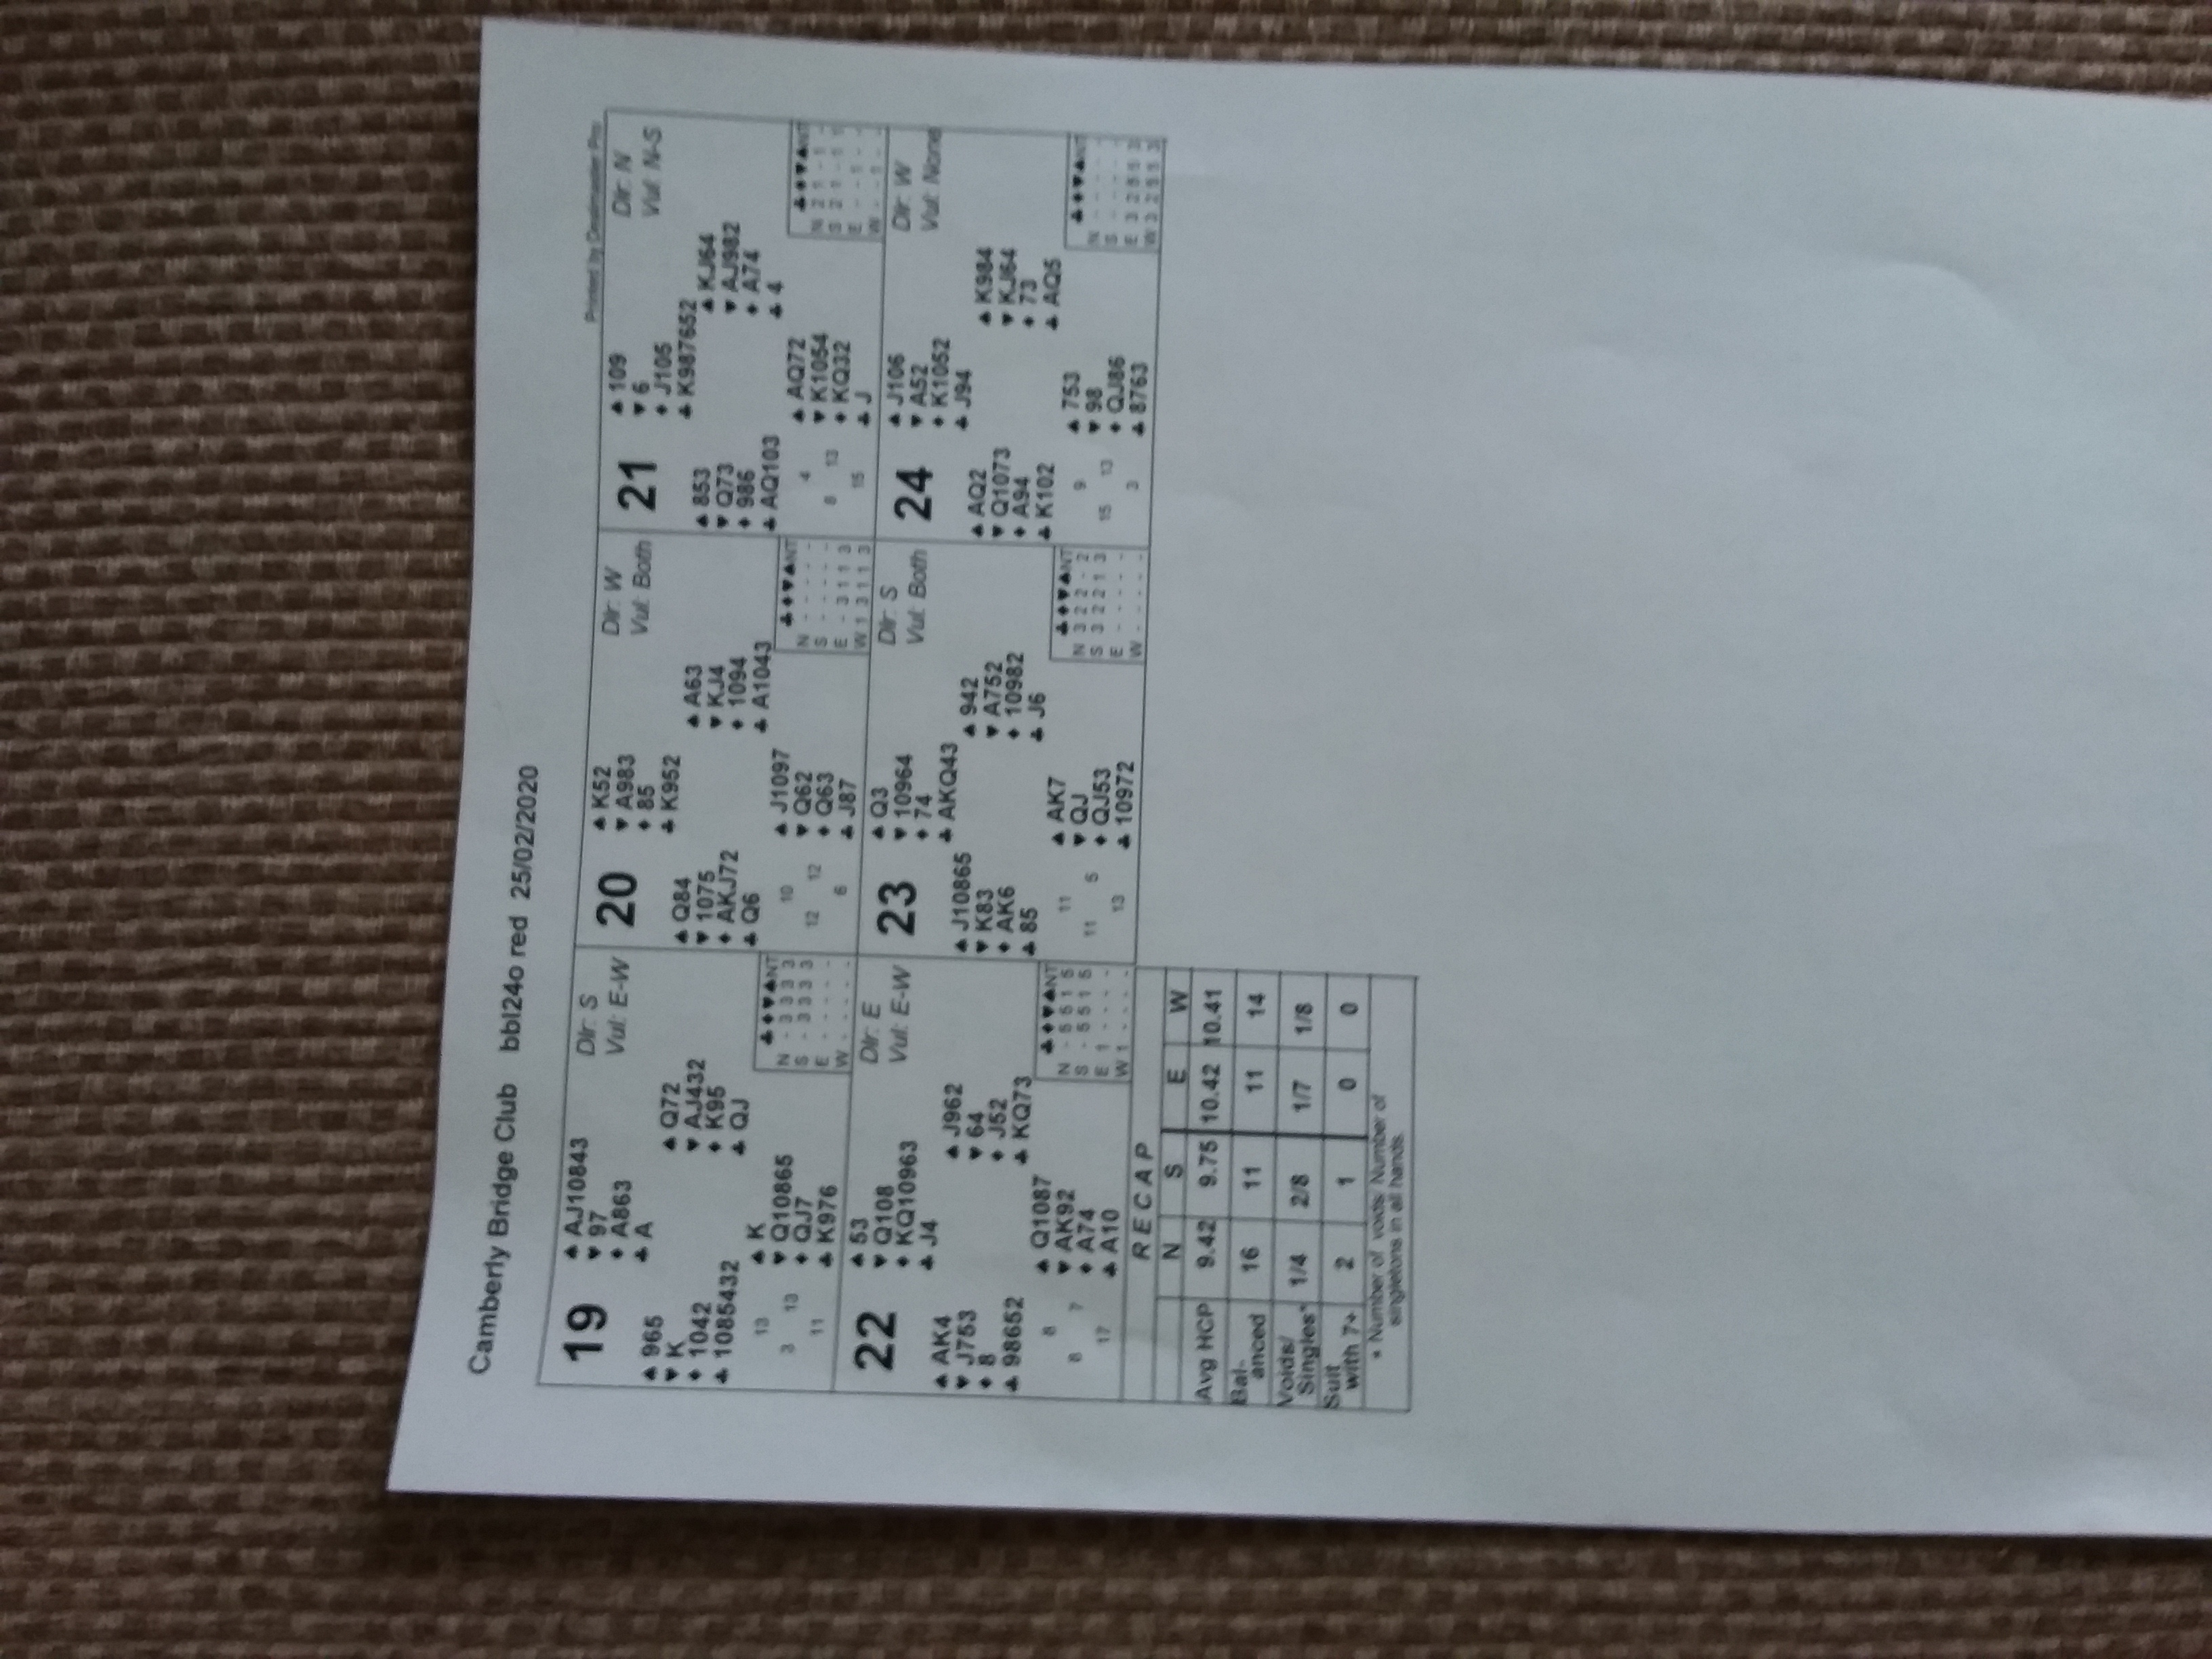 Camberly Bridge Club bbl24o red 25/02/2020
Printed by Dealmaster Pro
19
♠ AJ10843
♥ 97
♦ A863
♣ A
Dlr: S
Vul: E-W
♠ 965
♥ K
♦ 1042
♣ 1085432
♠ Q72
♥ AJ432
♦ K95
♣ QJ
♠ K
♥ Q10865
♦ QJ7
♣ K976
13
3 13
11
♣♦♥♠NT
N - 3 3 3 3
S - 3 3 3 3
E - - - - -
W - - - - -
20
♠ K52
♥ A983
♦ 85
♣ K952
Dlr: W
Vul: Both
♠ Q84
♥ 1075
♦ AKJ72
♣ Q6
♠ A63
♥ KJ4
♦ 1094
♣ A1043
♠ J1097
♥ Q62
♦ Q63
♣ J87
10
12 12
6
♣♦♥♠NT
N - - - - -
S - - - - -
E - 3 1 1 3
W 1 3 1 1 3
21
♠ 109
♥ 6
♦ J105
♣ K987652
Dlr: N
Vul: N-S
♠ 853
♥ Q73
♦ 986
♣ AQ103
♠ KJ64
♥ AJ982
♦ A74
♣ 4
♠ AQ72
♥ K1054
♦ KQ32
♣ J
4
8 13
15
♣♦♥♠NT
N 2 1 - 1 -
S 2 1 - 1 1
E - - 1 - -
W - - 1 - -
22
♠ 53
♥ Q108
♦ KQ10963
♣ J4
Dlr: E
Vul: E-W
♠ AK4
♥ J753
♦ 8
♣ 98652
♠ J962
♥ 64
♦ J52
♣ KQ73
♠ Q1087
♥ AK92
♦ A74
♣ A10
8
8 7
17
♣♦♥♠NT
N - 5 5 1 5
S - 5 5 1 5
E 1 - - - -
W 1 - - - -
23
♠ Q3
♥ 10964
♦ 74
♣ AKQ43
Dlr: S
Vul: Both
♠ J10865
♥ K83
♦ AK6
♣ 85
♠ 942
♥ A752
♦ 10982
♣ J6
♠ AK7
♥ QJ
♦ QJ53
♣ 10972
11
11 5
13
♣♦♥♠NT
N 3 2 2 - 2
S 3 2 2 1 3
E - - - - -
W - - - - -
24
♠ J106
♥ A52
♦ K1052
♣ J94
Dlr: W
Vul: None
♠ AQ2
♥ Q1073
♦ A94
♣ K102
♠ K984
♥ KJ64
♦ 73
♣ AQ5
♠ 753
♥ 98
♦ QJ86
♣ 8763
9
15 13
3
♣♦♥♠NT
N - - - - -
S - - - - -
E 3 2 5 5 3
W 3 2 5 5 3
RECAP
N S E W
Avg HCP 9.42 9.75 10.42 10.41
Bal-
anced 16 11 11 14
Voids/
Singles* 1/4 2/8 1/7 1/8
Suit
with 7+ 2 1 0 0
* Number of voids/ Number of
singletons in all hands.